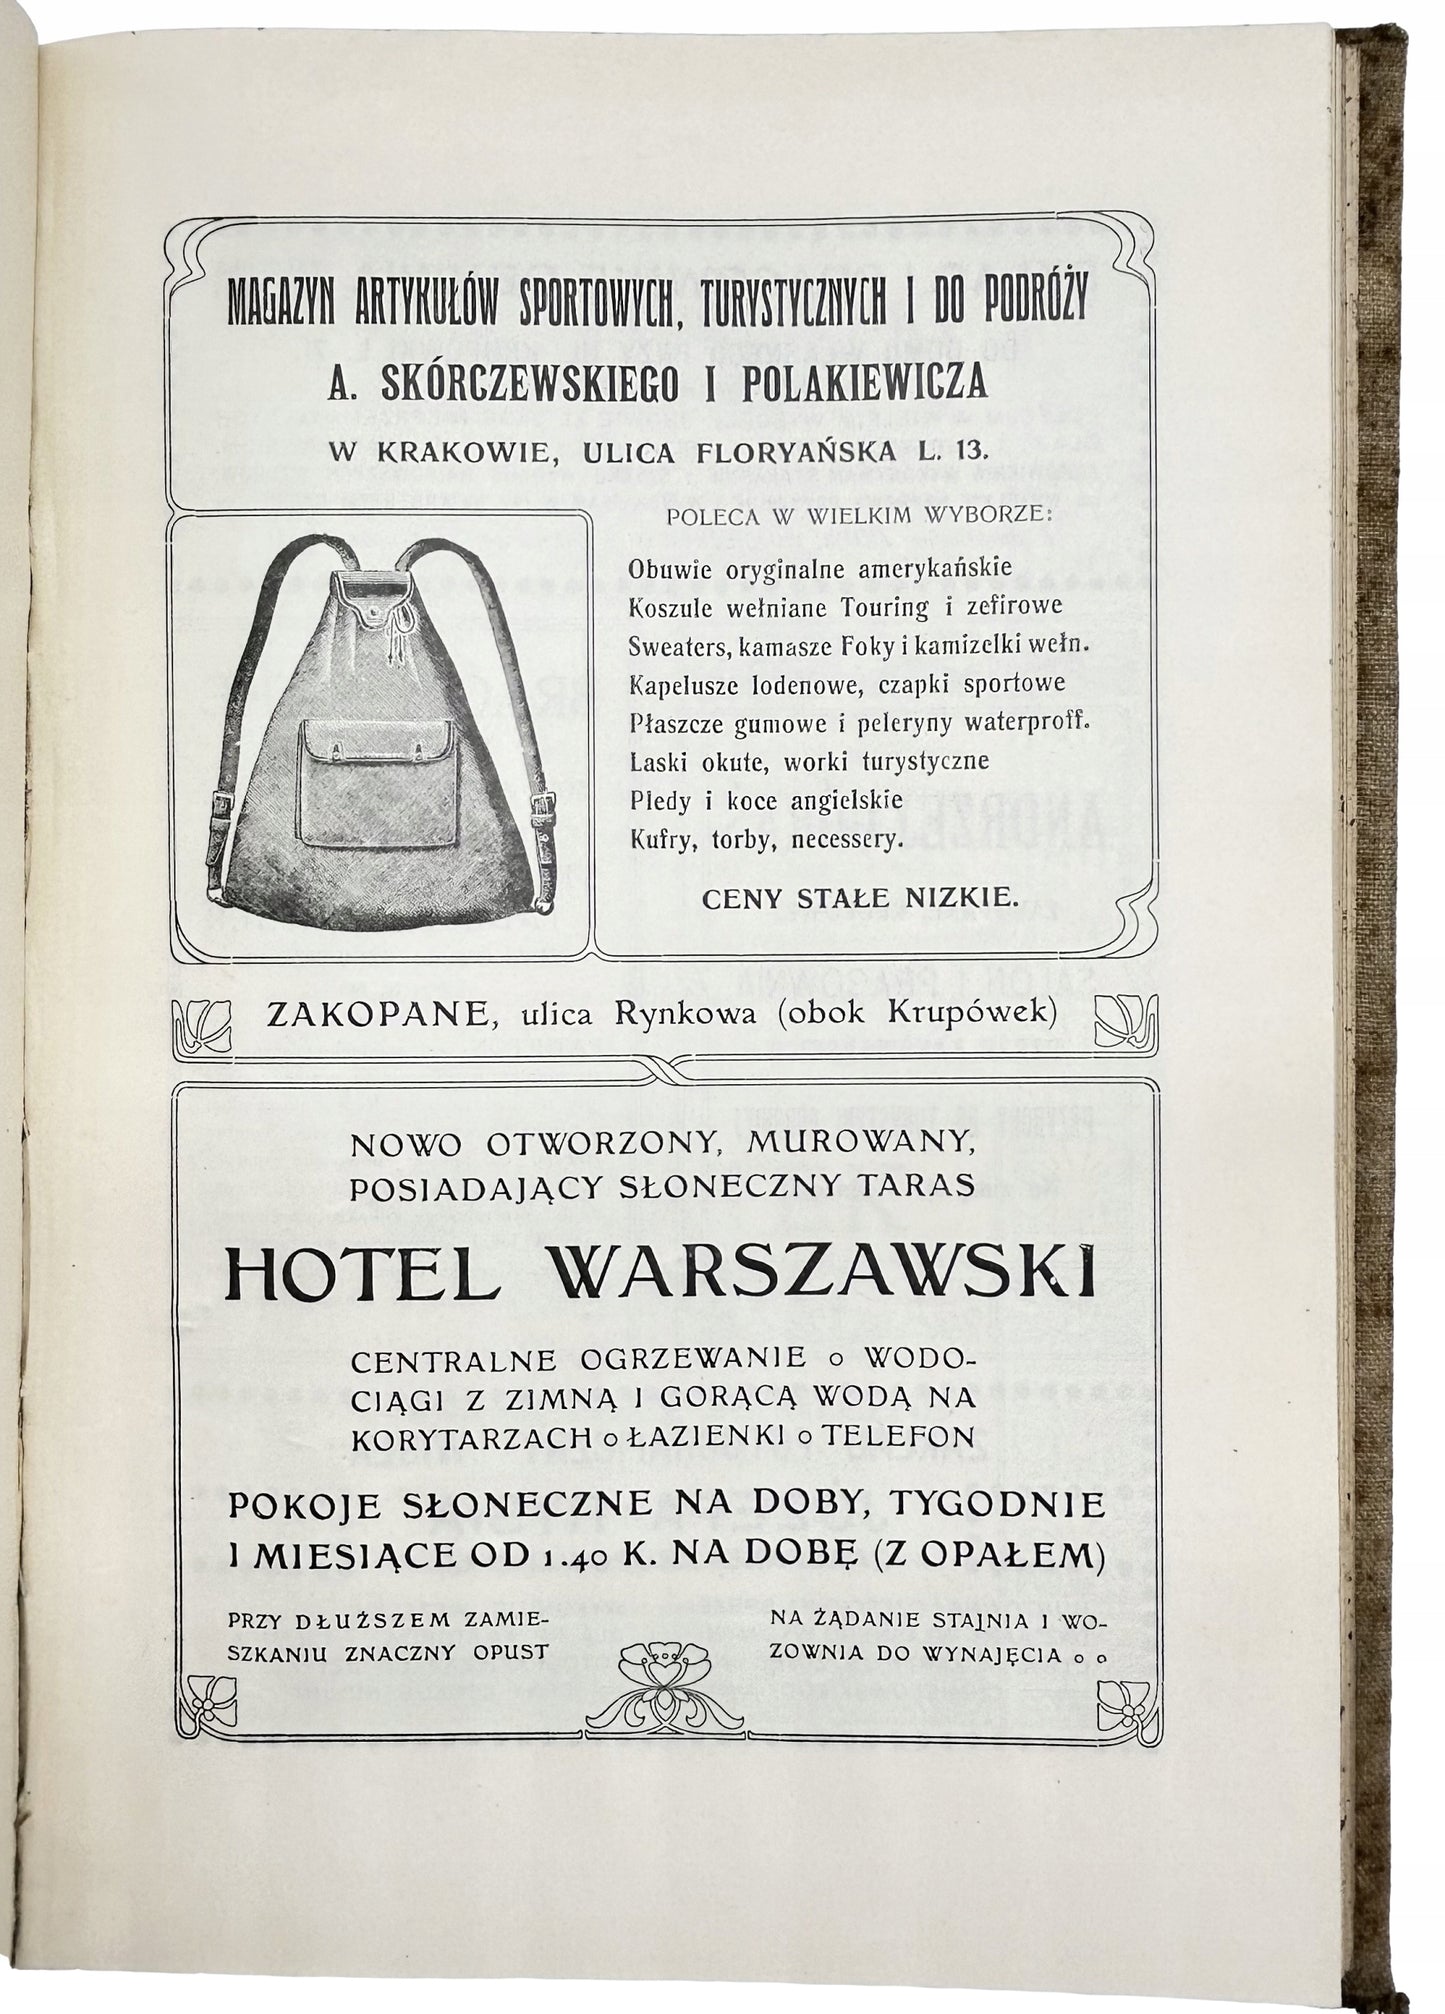 MAGAZYN ARTYKUŁÓW SPORTOWYCH, TURYSTYCZNYCH I DO PODRÓŻY
A. SKÓRCZEWSKIEGO I POLAKIEWICZA
W KRAKOWIE, ULICA FLORYAŃSKA L. 13.
POLECA W WIELKIM WYBORZE:
Obuwie oryginalne amerykańskie
Koszule wełniane Touring i zefirowe
Sweaters, kamasze Foky i kamizelki wełn.
Kapelusze lodenowe, czapki sportowe
Płaszcze gumowe i peleryny waterproff.
Laski okute, worki turystyczne
Pledy i koce angielskie
Kufry, torby, necessery.
CENY STAŁE NIZKIE.
ZAKOPANE, ulica Rynkowa (obok Krupówek)
NOWO OTWORZONY, MUROWANY,
POSIADAJĄCY SŁONECZNY TARAS
HOTEL WARSZAWSKI
CENTRALNE OGRZEWANIE o WODO-
CIĄGI Z ZIMNĄ I GORĄCĄ WODĄ NA
KORYTARZACH o ŁAZIENKI o TELEFON
POKOJE SŁONECZNE NA DOBY, TYGODNIE
I MIESIĄCE OD 1.40 K. NA DOBĘ (Z OPAŁEM)
PRZY DŁUŻSZEM ZAMIE-
SZKANIU ZNACZNY OPUST
NA ŻĄDANIE STAJNIA I WO-
ZOWNIA DO WYNAJĘCIA o o